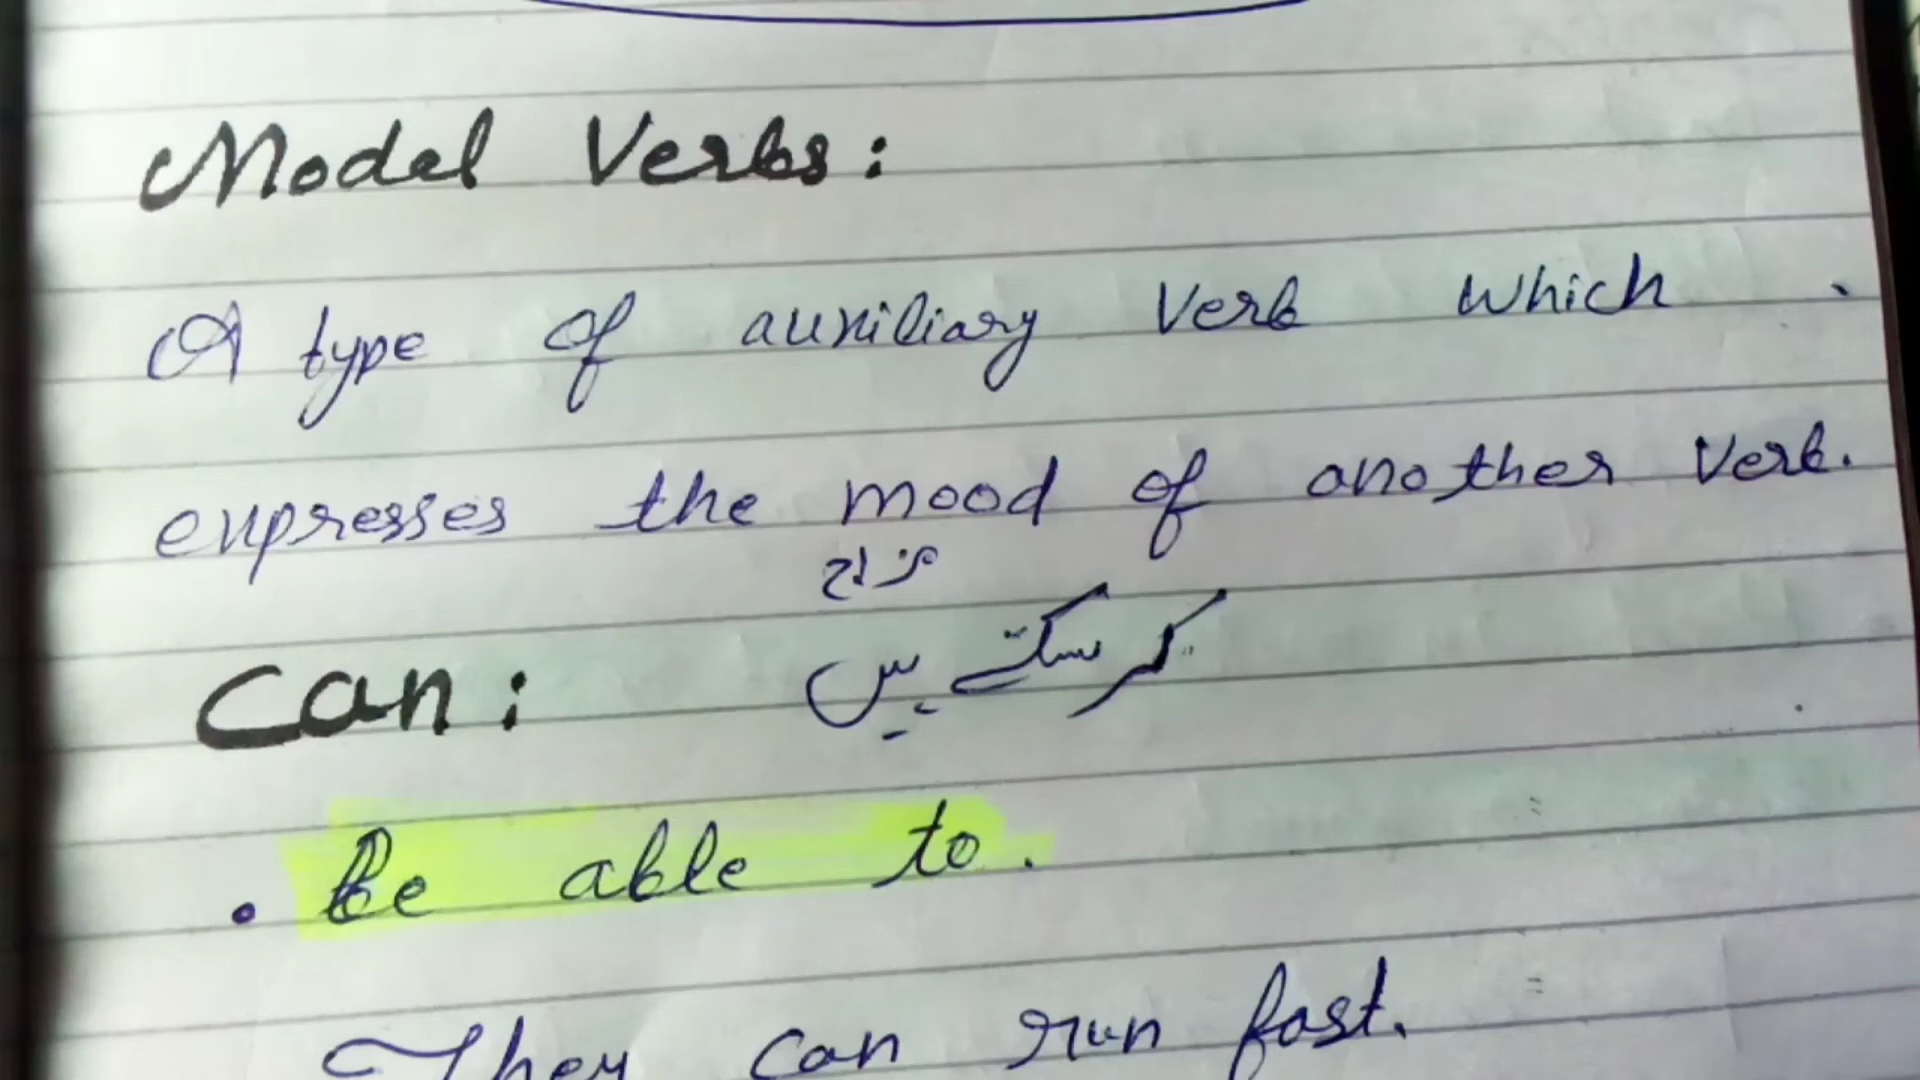 Model Verbs:
A type of auxiliary Verb which
expresses the mood of another Verb.
مزاج
Can: کر سکتے ہیں
. Be able to.
They can run fast.